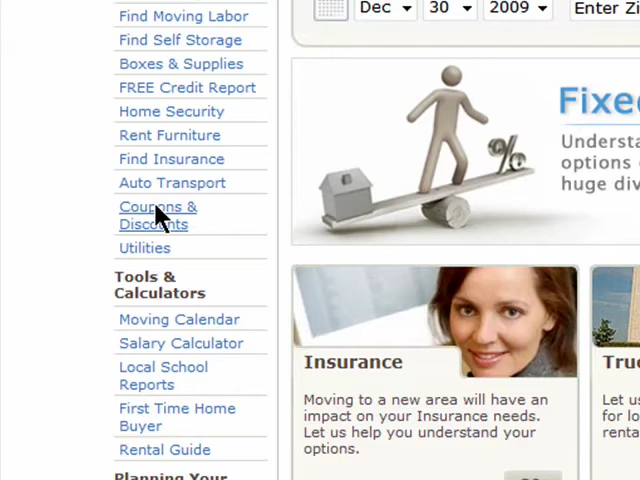 Find Moving Labor
Find Self Storage
Boxes & Supplies
FREE Credit Report
Home Security
Rent Furniture
Find Insurance
Auto Transport
Coupons &
Discounts
Utilities
Tools &
Calculators
Moving Calendar
Salary Calculator
Local School
Reports
First Time Home
Buyer
Rental Guide
Planning Your
Dec 30 2009 Enter Zi
Fixe
Understa
options
huge di
%
Insurance
Moving to a new area will have an
impact on your Insurance needs.
Let us help you understand your
options.
Tru
Let u
for lo
renta